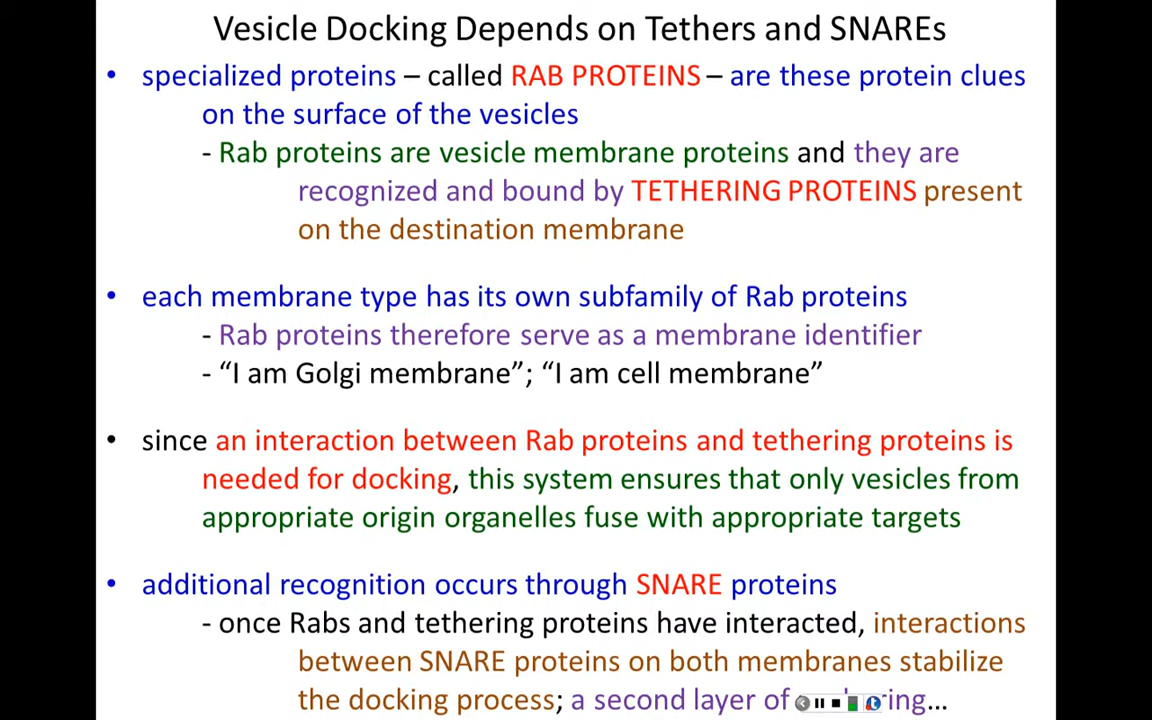 Vesicle Docking Depends on Tethers and SNAREs
• specialized proteins – called RAB PROTEINS – are these protein clues
on the surface of the vesicles
- Rab proteins are vesicle membrane proteins and they are
recognized and bound by TETHERING PROTEINS present
on the destination membrane
• each membrane type has its own subfamily of Rab proteins
- Rab proteins therefore serve as a membrane identifier
- “I am Golgi membrane”; “I am cell membrane”
• since an interaction between Rab proteins and tethering proteins is
needed for docking, this system ensures that only vesicles from
appropriate origin organelles fuse with appropriate targets
• additional recognition occurs through SNARE proteins
- once Rabs and tethering proteins have interacted, interactions
between SNARE proteins on both membranes stabilize
the docking process; a second layer of